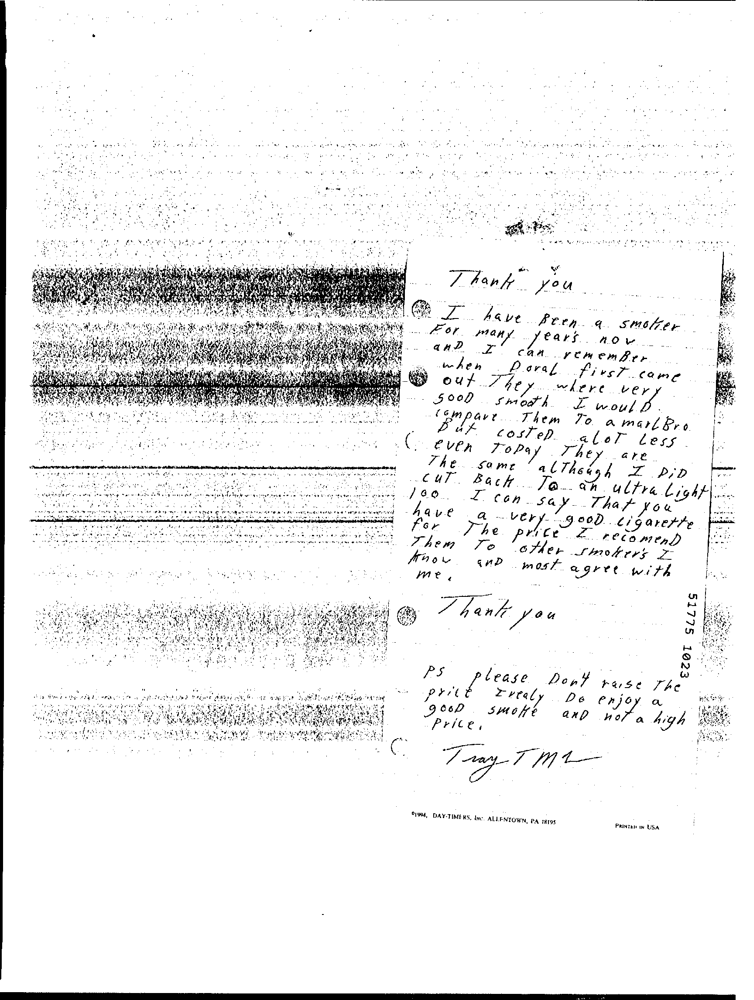 Thank you
I have Been a smoker
For many years now
anD I can rememBer
when Doral first came
out They where very
gooD smooth I woulD
compare Them To a marlBro
But costeD alot less
even ToDay They are
The same alThough I DiD
cut Back To an ultra Light
100 I can say That you
have a very gooD cigarette
for The price I recomenD
Them To other smoker's I
know anD most agree with
me.
Thank you
PS please Don't raise The
price I realy Do enjoy a
gooD smoke anD not a high
Price.
51775 1023
©1994, DAY-TIMERS, Inc. ALLENTOWN, PA 18195
PRINTED IN USA